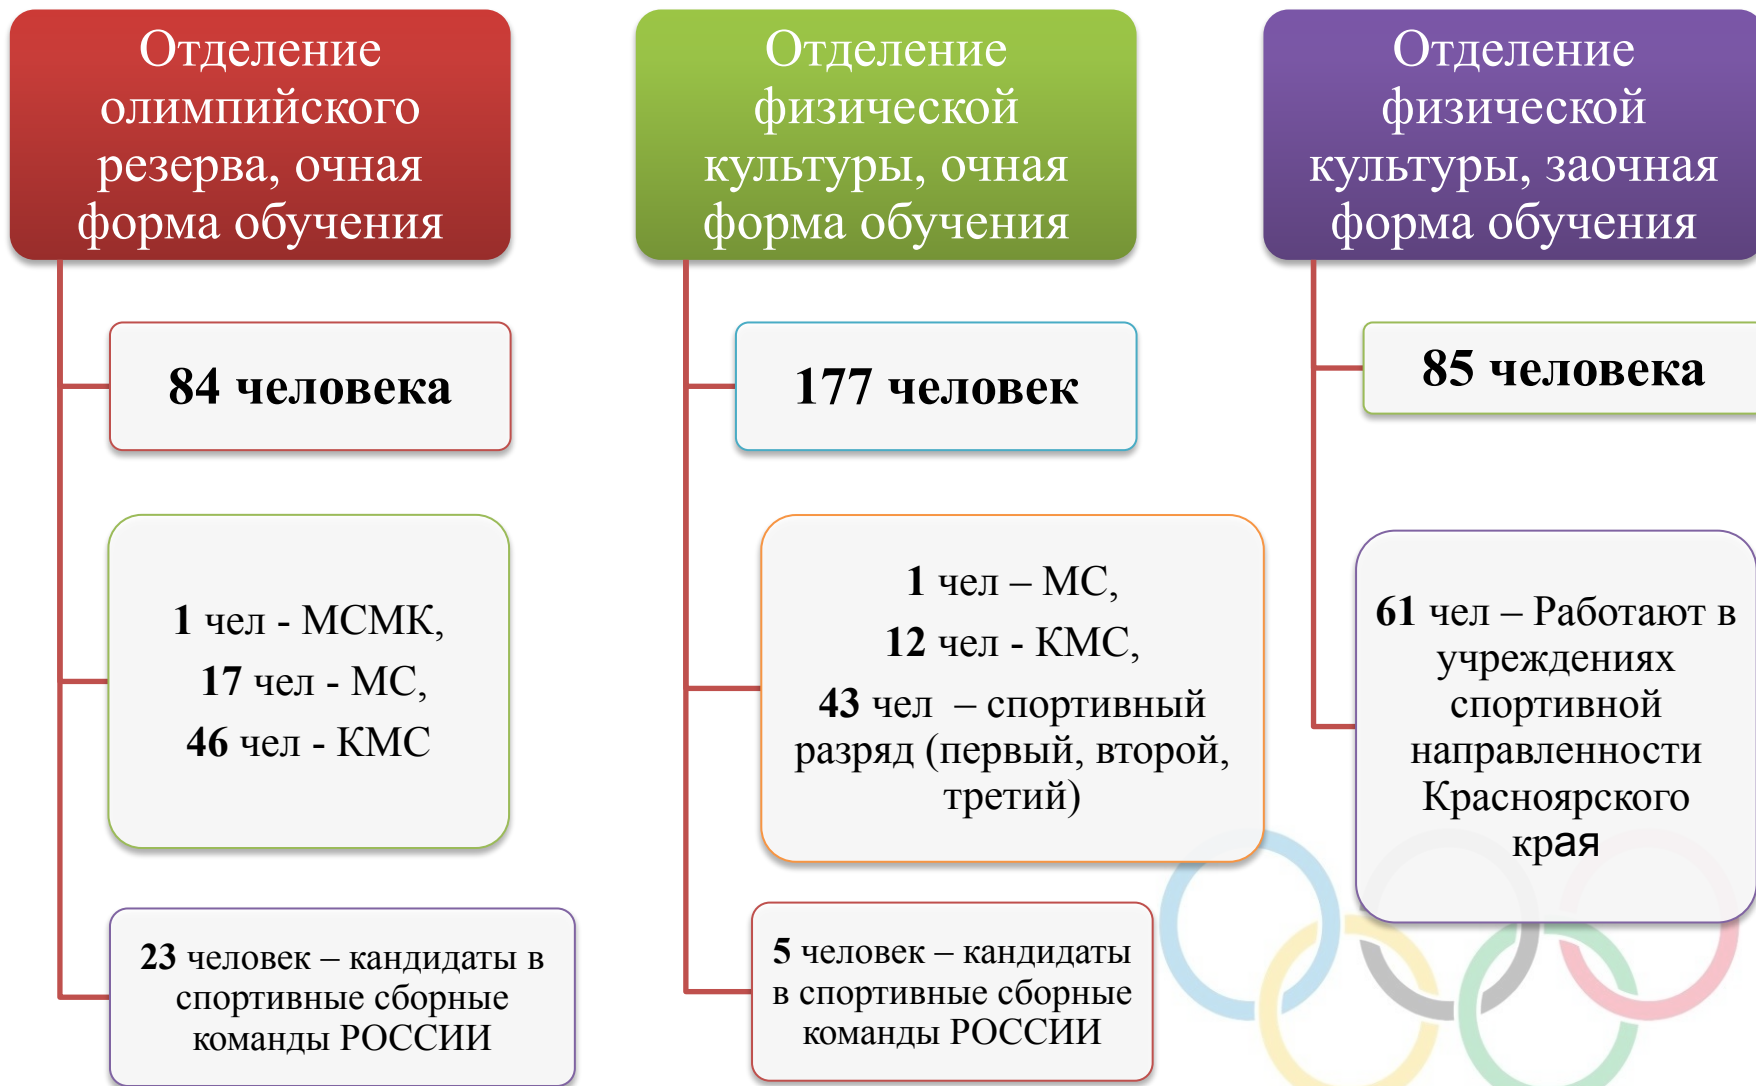 Отделение
олимпийского
резерва, очная
форма обучения
84 человека
1 чел - МСМК,
17 чел - МС,
46 чел - КМС
23 человек – кандидаты в
спортивные сборные
команды РОССИИ
Отделение
физической
культуры, очная
форма обучения
177 человек
1 чел – МС,
12 чел - КМС,
43 чел – спортивный
разряд (первый, второй,
третий)
5 человек – кандидаты
в спортивные сборные
команды РОССИИ
Отделение
физической
культуры, заочная
форма обучения
85 человека
61 чел – Работают в
учреждениях
спортивной
направленности
Красноярского
края